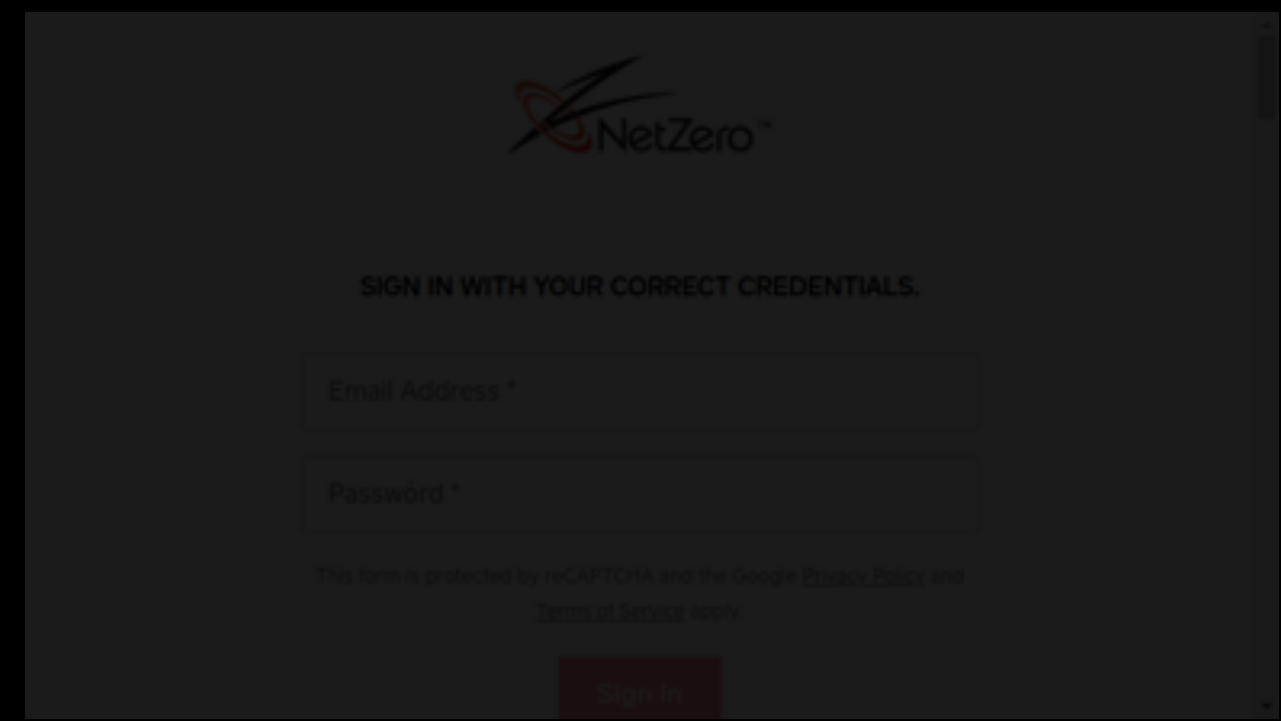 NetZero™
SIGN IN WITH YOUR CORRECT CREDENTIALS.
Email Address *
Passwórd *
This form is protected by reCAPTCHA and the Google Privacy Policy and
Terms of Service apply.
Sign In